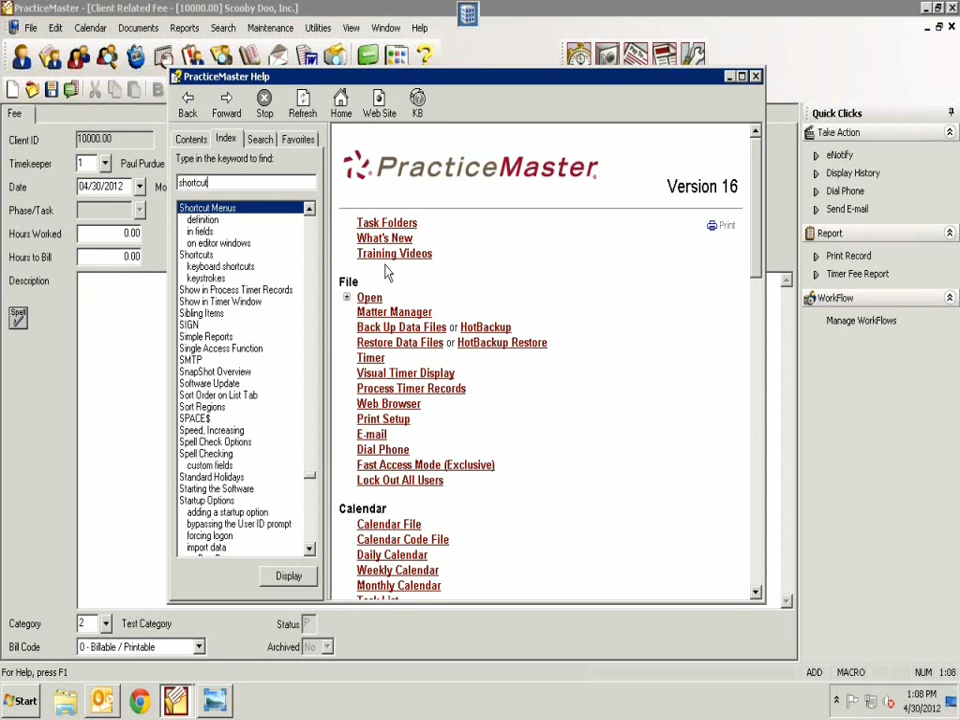 PracticeMaster - [Client Related Fee - [10000.00] Scooby Doo, Inc.]
File Edit Calendar Documents Reports Search Maintenance Utilities View Window Help
PracticeMaster Help
Back Forward Stop Refresh Home Web Site KB
Contents Index Search Favorites
Type in the keyword to find:
shortcut
Shortcut Menus
definition
in fields
on editor windows
Shortcuts
keyboard shortcuts
keystrokes
Show in Process Timer Records
Show in Timer Window
Sibling Items
SIGN
Simple Reports
Single Access Function
SMTP
SnapShot Overview
Software Update
Sort Order on List Tab
Sort Regions
SPACE$
Speed, Increasing
Spell Check Options
Spell Checking
custom fields
Standard Holidays
Starting the Software
Startup Options
adding a startup option
bypassing the User ID prompt
forcing logon
import data
Display
PracticeMaster
Version 16
Print
Task Folders
What's New
Training Videos
File
Open
Matter Manager
Back Up Data Files or HotBackup
Restore Data Files or HotBackup Restore
Timer
Visual Timer Display
Process Timer Records
Web Browser
Print Setup
E-mail
Dial Phone
Fast Access Mode (Exclusive)
Lock Out All Users
Calendar
Calendar File
Calendar Code File
Daily Calendar
Weekly Calendar
Monthly Calendar
Task List
Fee
Client ID 10000.00
Timekeeper 1 Paul Purdue
Date 04/30/2012 Mo
Phase/Task
Hours Worked 0.00
Hours to Bill 0.00
Description
Spell
Category 2 Test Category Status P
Bill Code 0 - Billable / Printable Archived No
Quick Clicks
Take Action
eNotify
Display History
Dial Phone
Send E-mail
Report
Print Record
Timer Fee Report
WorkFlow
Manage WorkFlows
For Help, press F1 ADD MACRO NUM 1:08
Start
1:08 PM
4/30/2012